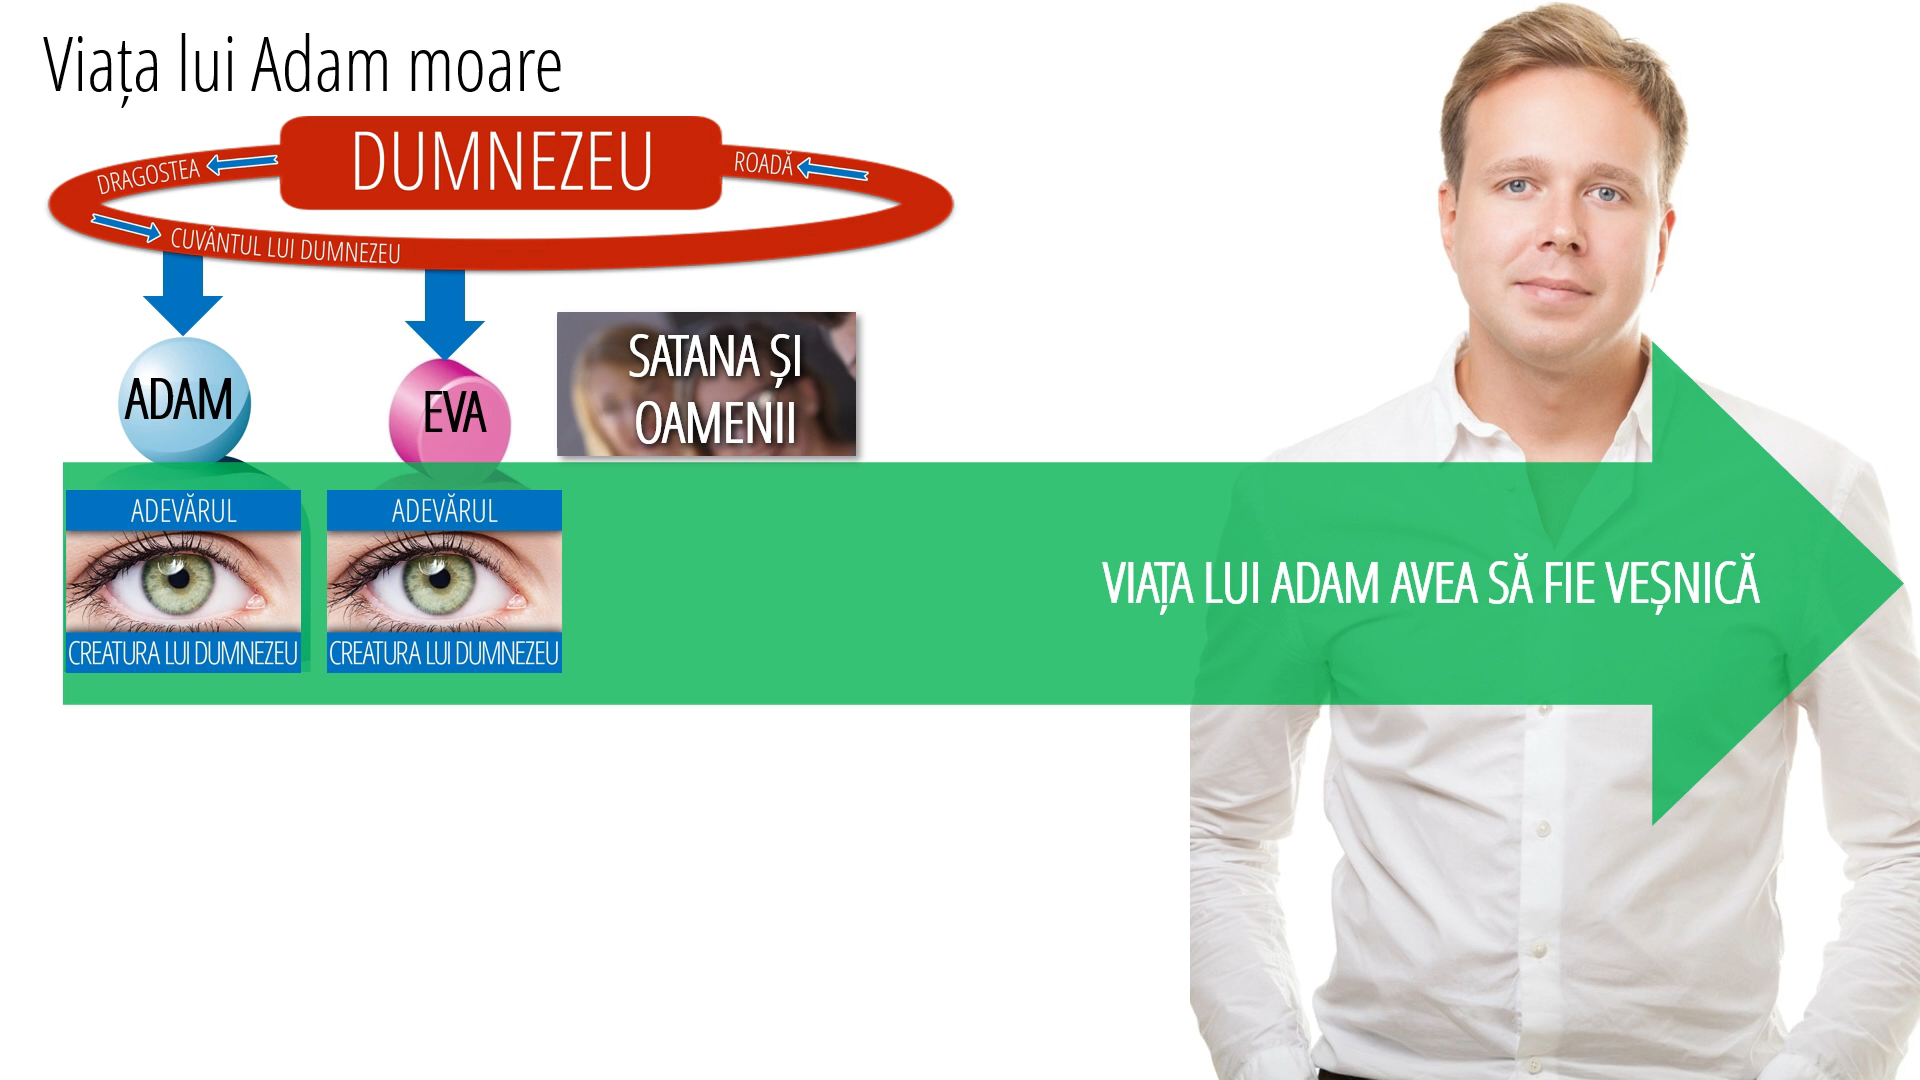 Viața lui Adam moare
DUMNEZEU
DRAGOSTEA
ROADĂ
CUVÂNTUL LUI DUMNEZEU
ADAM
EVA
SATANA ȘI
OAMENII
ADEVĂRUL
ADEVĂRUL
CREATURA LUI DUMNEZEU
CREATURA LUI DUMNEZEU
VIAȚA LUI ADAM AVEA SĂ FIE VEȘNICĂ